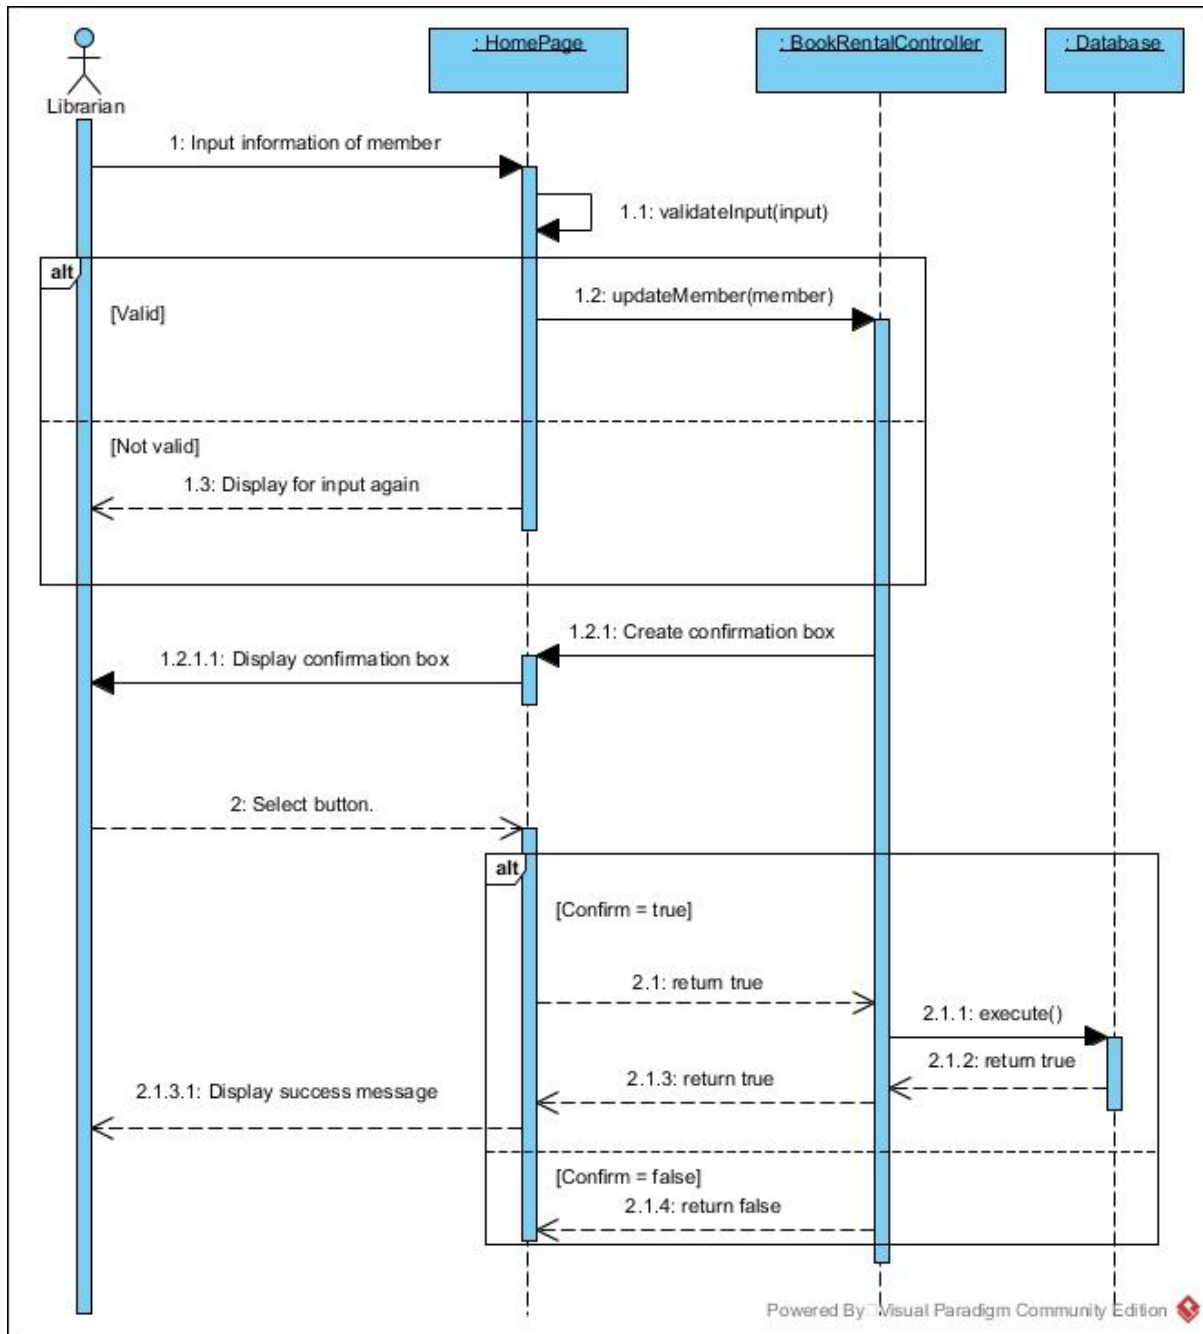 : HomePage
: BookRentalController
: Database
Librarian
1: Input information of member
1.1: validateInput(input)
alt
1.2: updateMember(member)
[Valid]
[Not valid]
1.3: Display for input again
1.2.1: Create confirmation box
1.2.1.1: Display confirmation box
2: Select button.
alt
[Confirm = true]
2.1: return true
2.1.1: execute()
2.1.2: return true
2.1.3: return true
2.1.3.1: Display success message
[Confirm = false]
2.1.4: return false
Powered By Visual Paradigm Community Edition